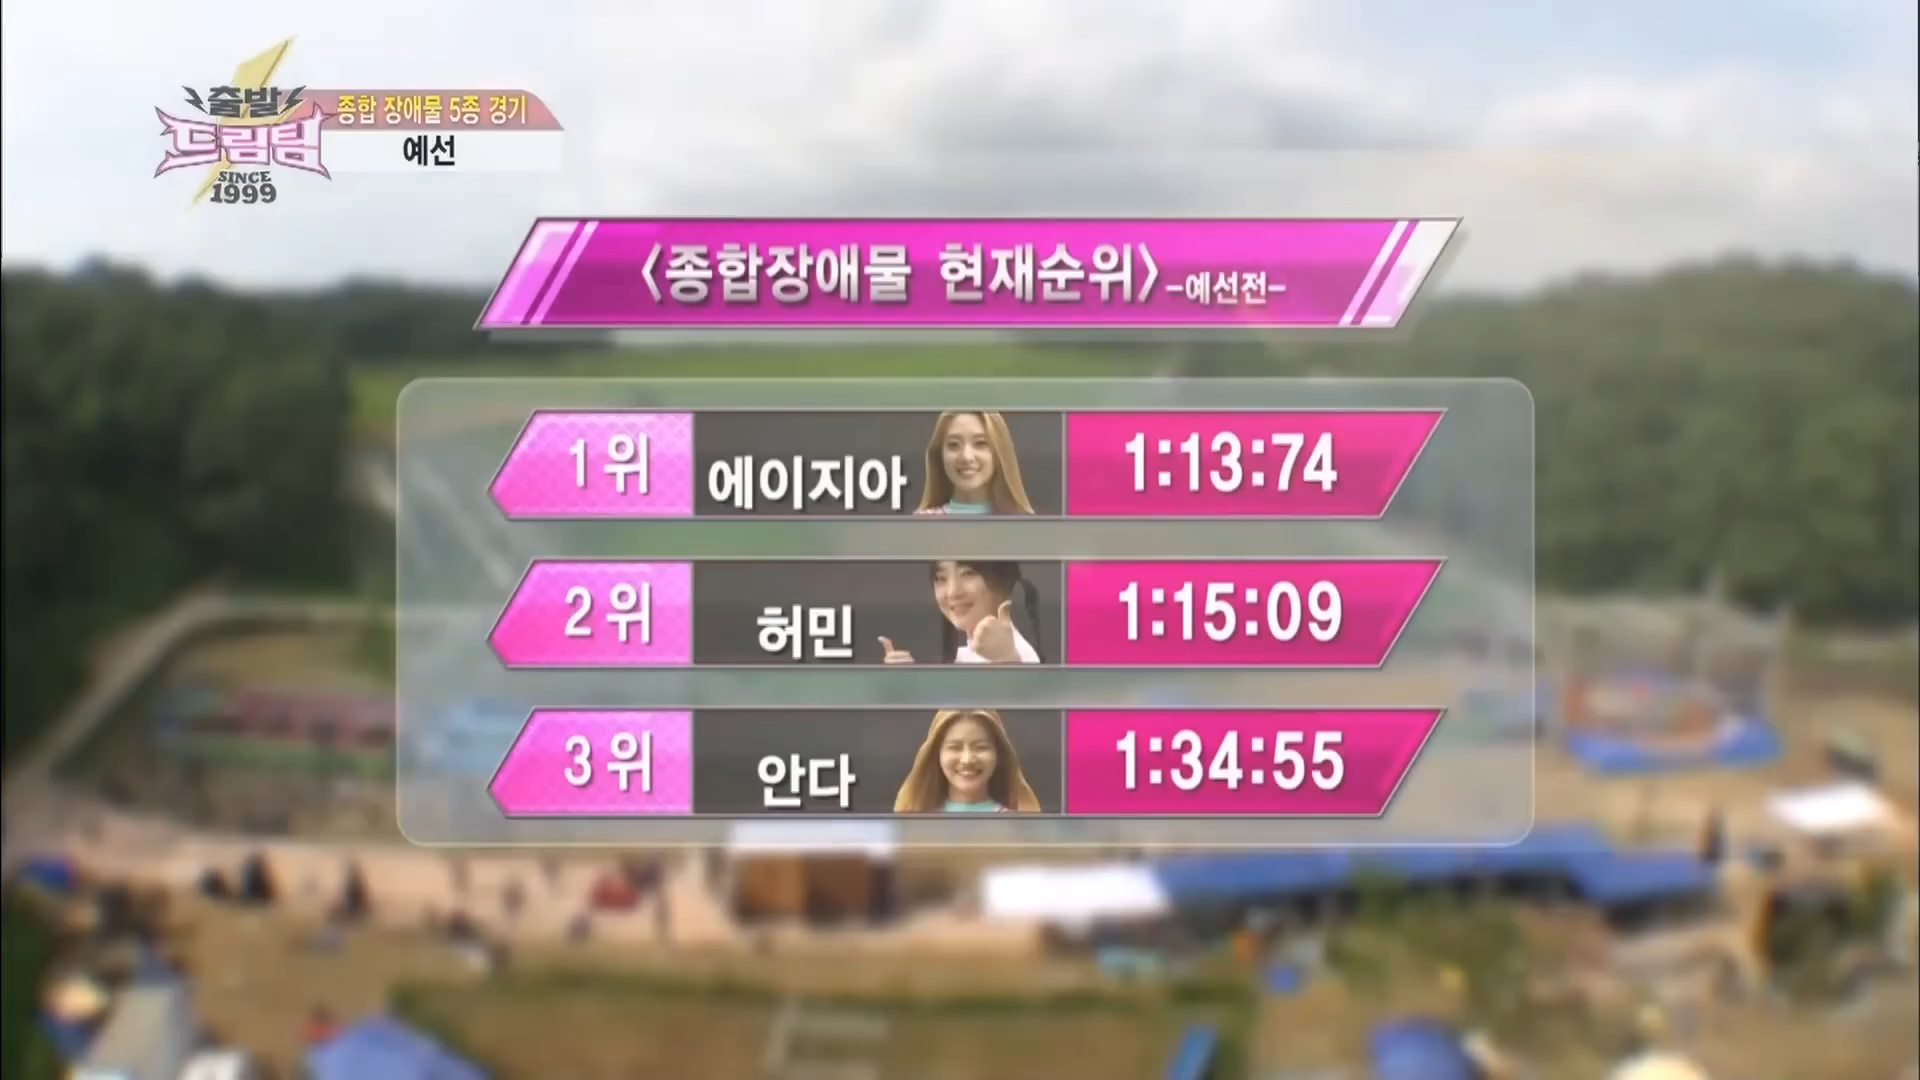 출발
드림팀
SINCE
1999
종합 장애물 5종 경기
예선
<종합장애물 현재순위> -예선전-
1위 에이지아 1:13:74
2위 허민 1:15:09
3위 안다 1:34:55